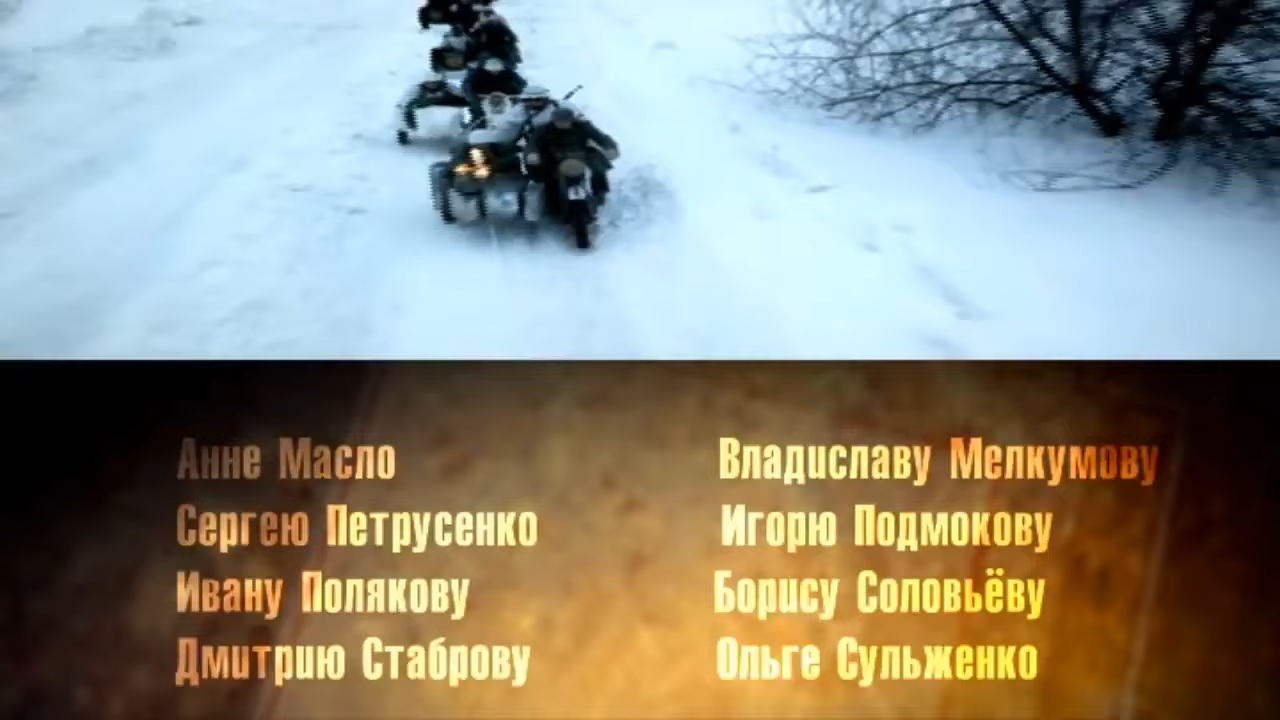 Анне Масло
Сергею Петрусенко
Ивану Полякову
Дмитрию Стаброву
Владиславу Мелкумову
Игорю Подмокову
Борису Соловьёву
Ольге Сульженко